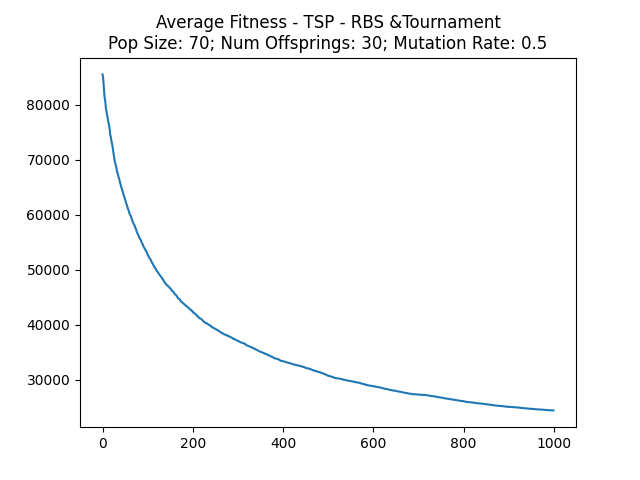 Average Fitness - TSP - RBS &Tournament
Pop Size: 70; Num Offsprings: 30; Mutation Rate: 0.5
80000
70000
60000
50000
40000
30000
0 200 400 600 800 1000